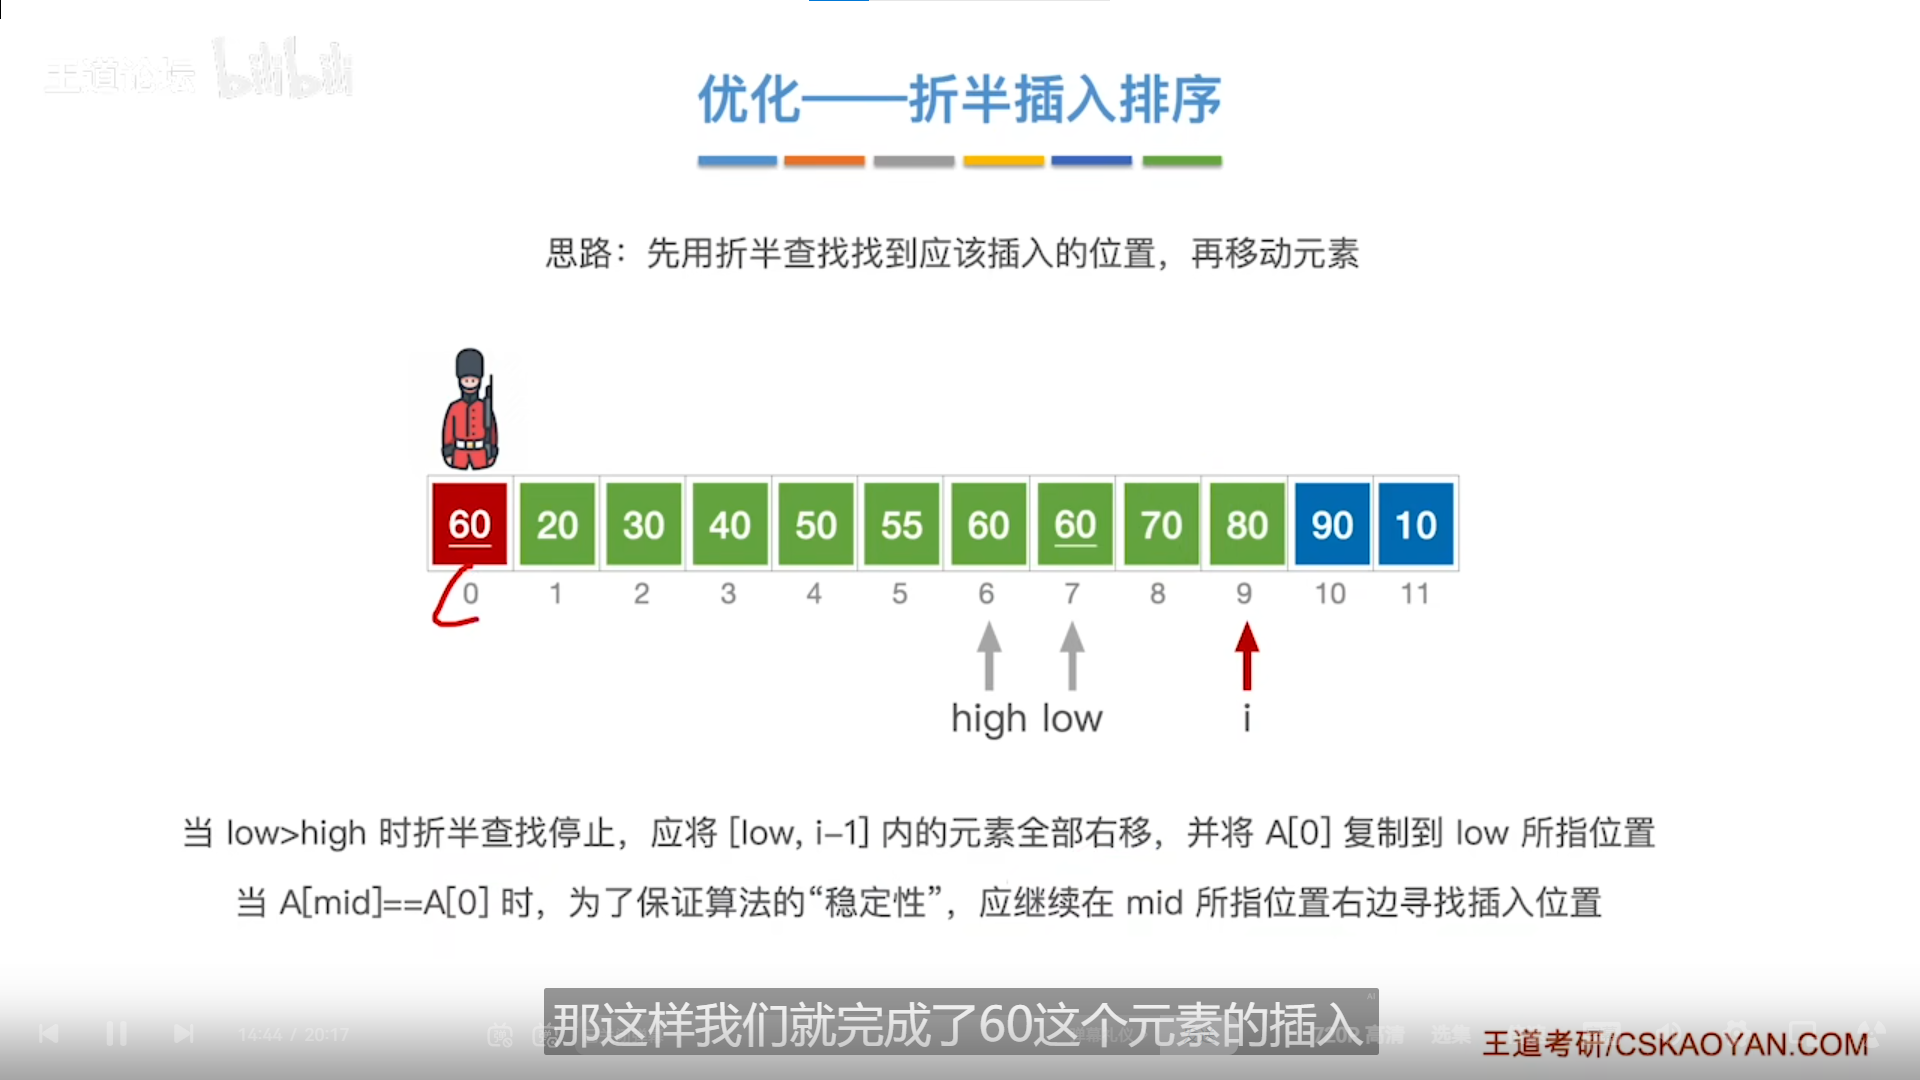 王道论坛 bilibili
优化——折半插入排序
思路：先用折半查找找到应该插入的位置，再移动元素
60 20 30 40 50 55 60 60 70 80 90 10
0 1 2 3 4 5 6 7 8 9 10 11
high low i
当 low>high 时折半查找停止，应将 [low, i-1] 内的元素全部右移，并将 A[0] 复制到 low 所指位置
当 A[mid]==A[0] 时，为了保证算法的“稳定性”，应继续在 mid 所指位置右边寻找插入位置
那这样我们就完成了60这个元素的插入
14:44 / 20:17
720P 高清 选集
王道考研/CSKAOYAN.COM